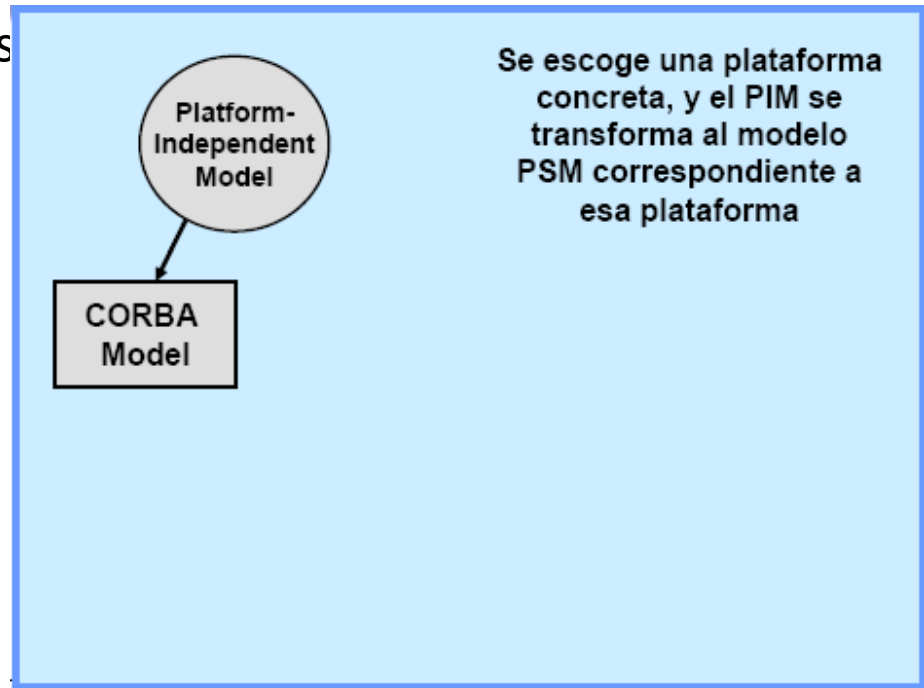 s
Platform-
Independent
Model
CORBA
Model
Se escoge una plataforma
concreta, y el PIM se
transforma al modelo
PSM correspondiente a
esa plataforma